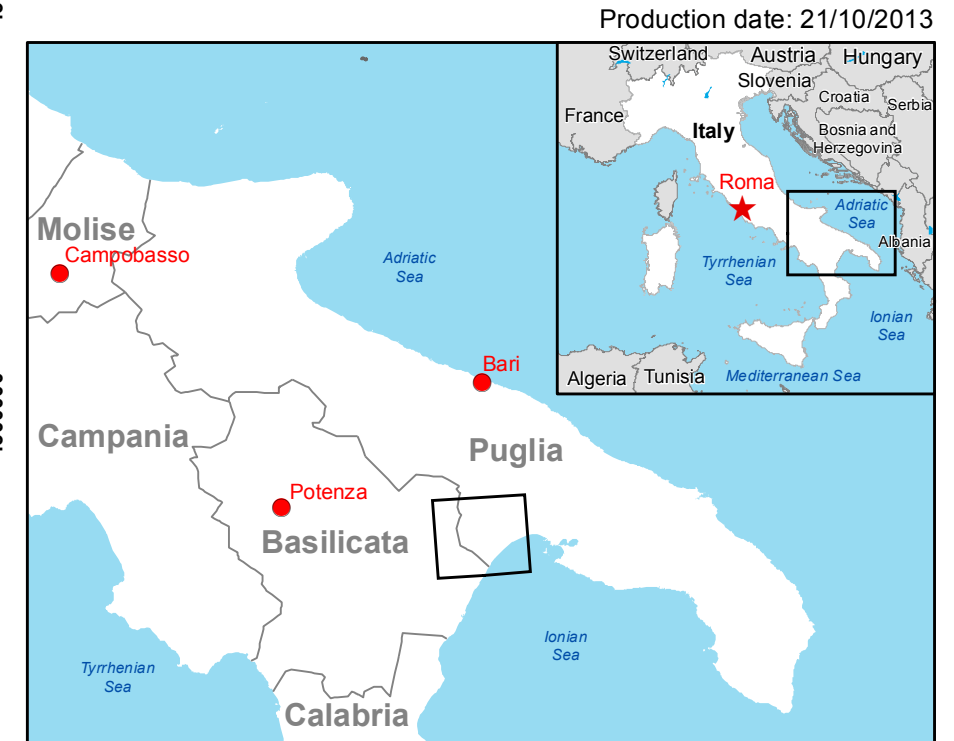 Production date: 21/10/2013
Switzerland
Austria
Hungary
Slovenia
France
Croatia
Serbia
Italy
Bosnia and
Herzegovina
Roma
Adriatic
Sea
Albania
Tyrrhenian
Sea
Ionian
Sea
Algeria
Tunisia
Mediterranean Sea
Molise
Campobasso
Adriatic
Sea
Bari
Campania
Puglia
Potenza
Basilicata
Ionian
Sea
Tyrrhenian
Sea
Calabria